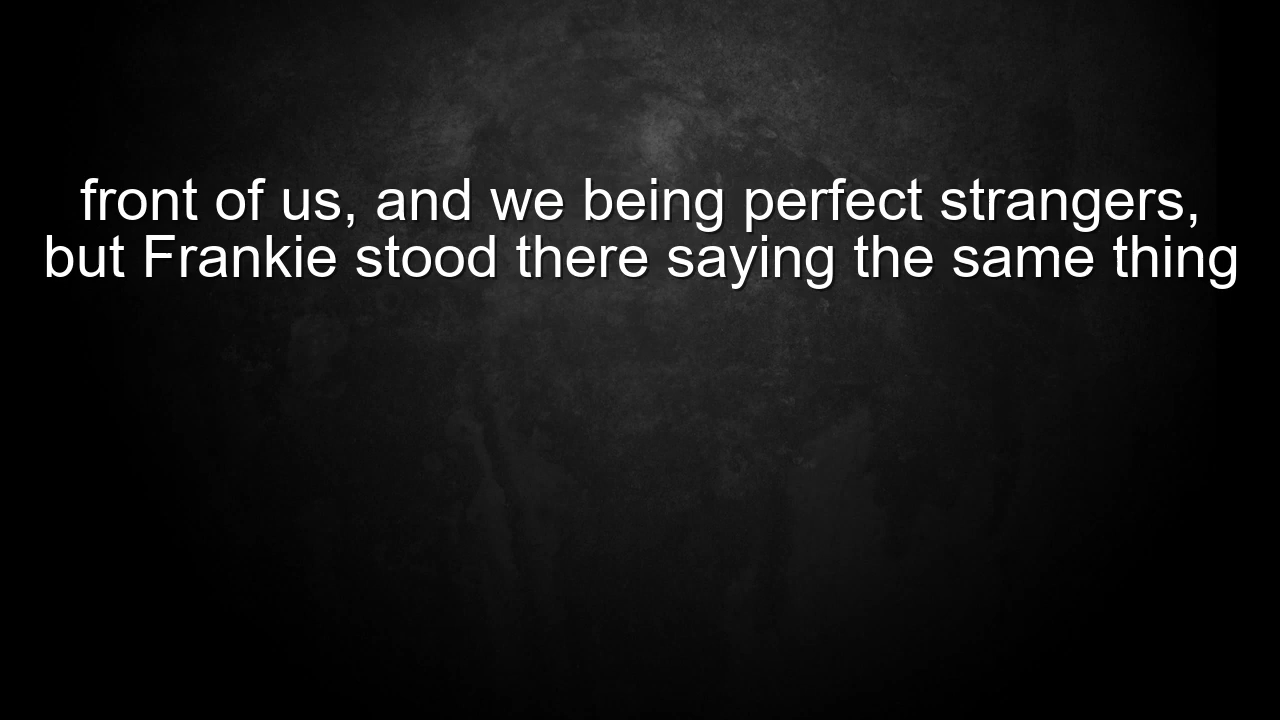 front of us, and we being perfect strangers,
but Frankie stood there saying the same thing